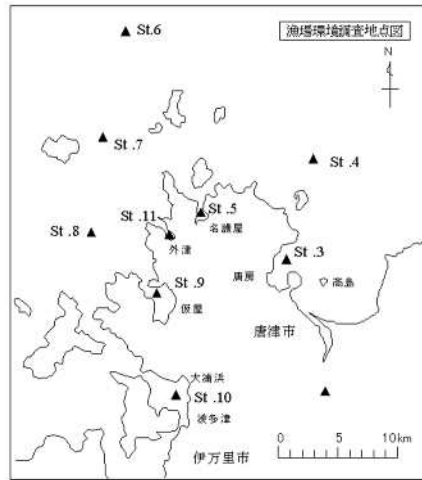 St.6
漁場環境調査地点図
N
St .7
St .4
St .5
名護屋
St .11
外津
St .8
St .3
唐房
高島
St .9
仮屋
唐津市
大浦浜
St .10
波多津
伊万里市
0 5 10km